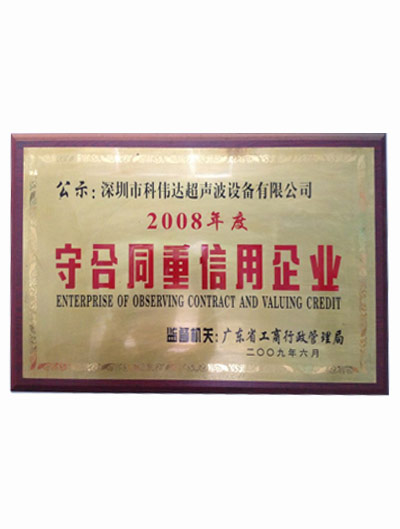 公示：深圳市科伟达超声波设备有限公司
2008年度
守合同重信用企业
ENTERPRISE OF OBSERVING CONTRACT AND VALUING CREDIT
监督机关：广东省工商行政管理局
二〇〇九年六月